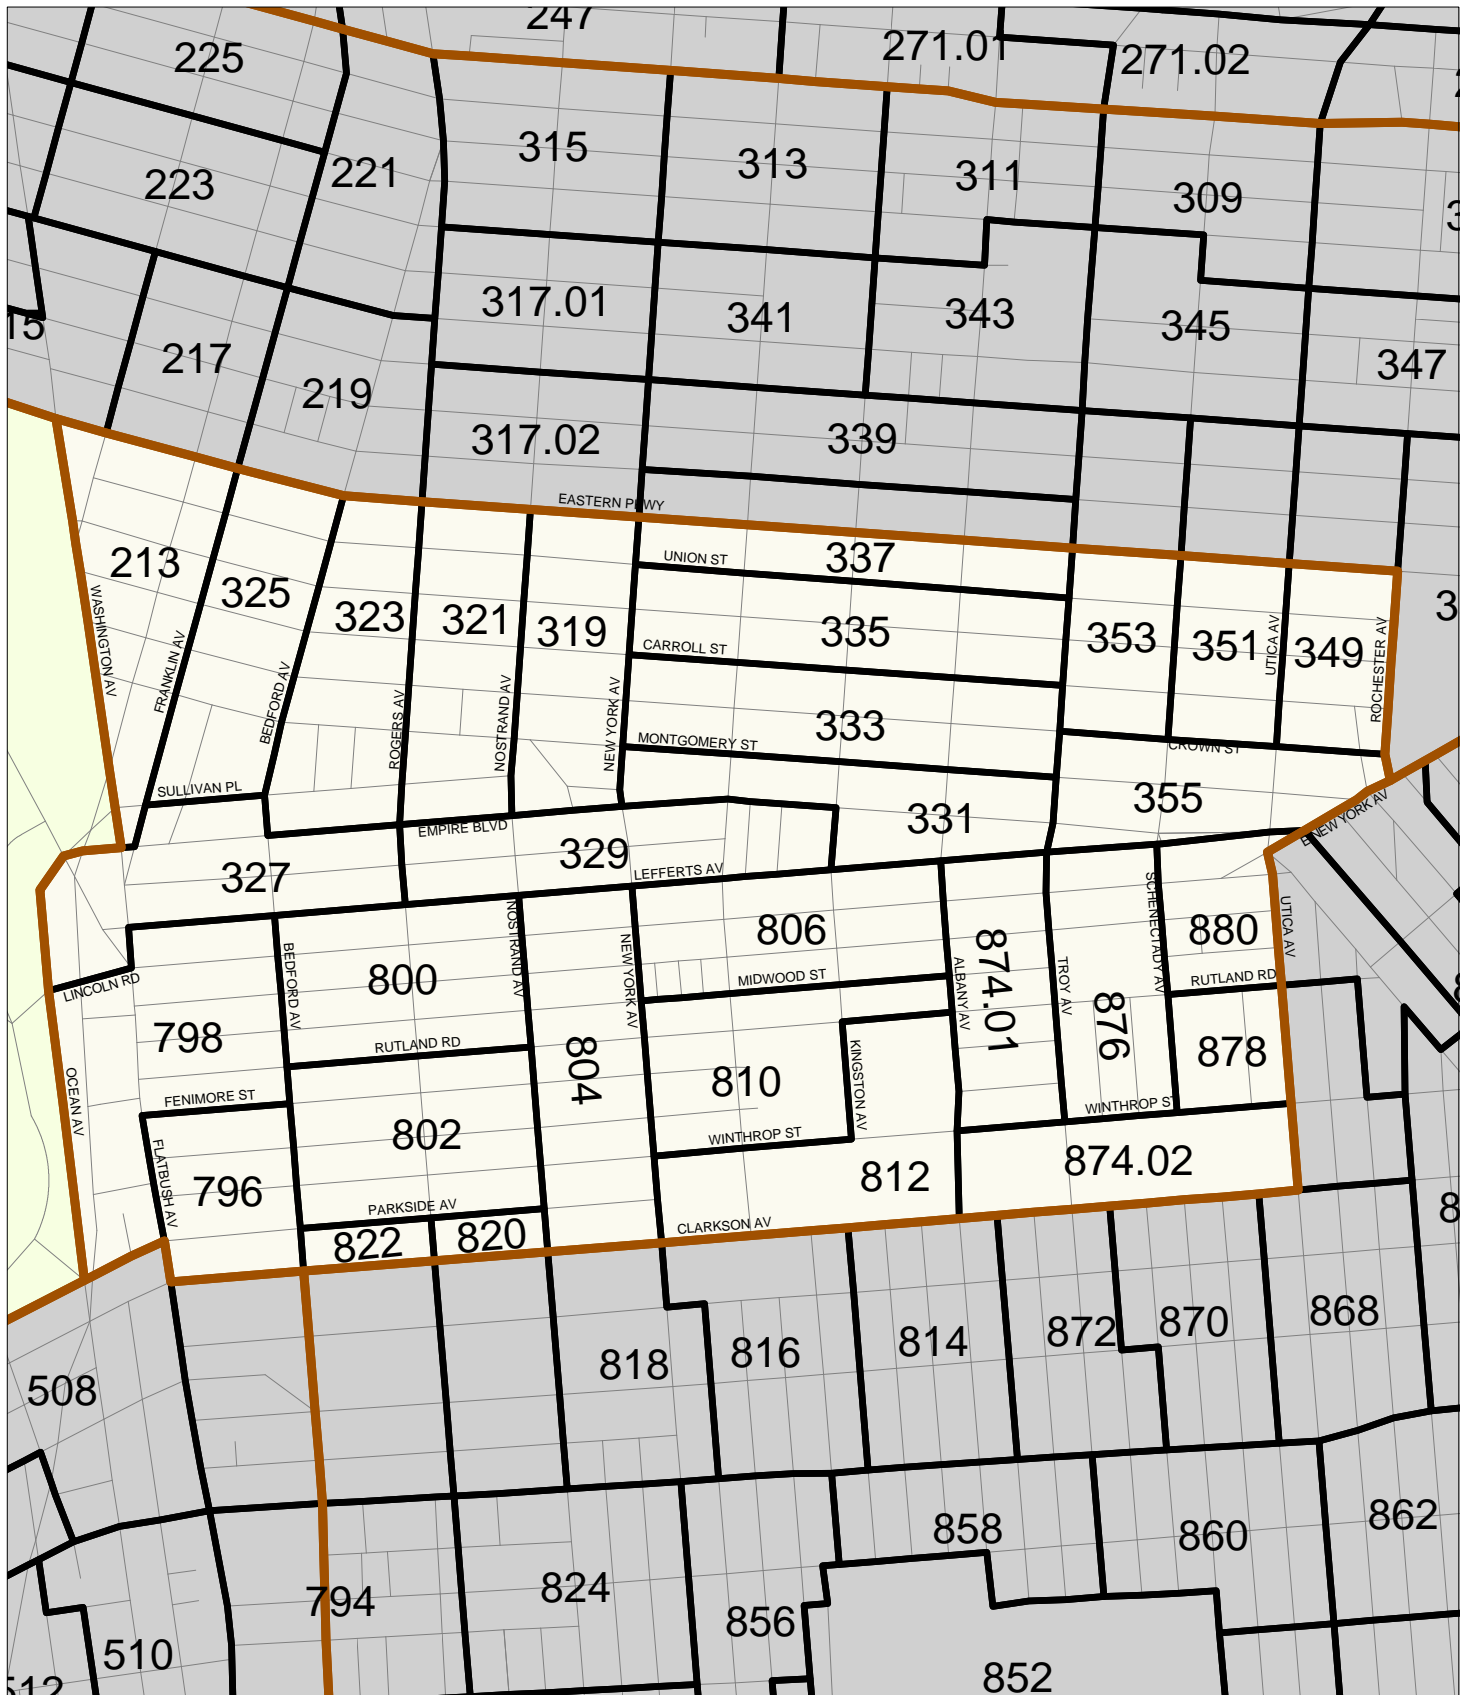 247
271.01
271.02
225
315
313
311
309
221
223
317.01
341
343
345
347
15
217
219
317.02
339
EASTERN PKWY
213
325
323
321
319
UNION ST
337
335
CARROLL ST
333
MONTGOMERY ST
353
351
349
WASHINGTON AV
FRANKLIN AV
BEDFORD AV
ROGERS AV
NOSTRAND AV
NEW YORK AV
UTICA AV
ROCHESTER AV
CROWN ST
355
SULLIVAN PL
EMPIRE BLVD
331
E NEW YORK AV
327
329
LEFFERTS AV
806
880
SCHENECTADY AV
UTICA AV
LINCOLN RD
BEDFORD AV
800
NOSTRAND AV
NEW YORK AV
MIDWOOD ST
ALBANY AV
874.01
TROY AV
876
RUTLAND RD
798
RUTLAND RD
804
810
KINGSTON AV
878
OCEAN AV
FENIMORE ST
802
WINTHROP ST
WINTHROP ST
812
874.02
FLATBUSH AV
796
PARKSIDE AV
822
820
CLARKSON AV
818
816
814
872
870
868
508
858
860
862
794
824
856
510
512
852